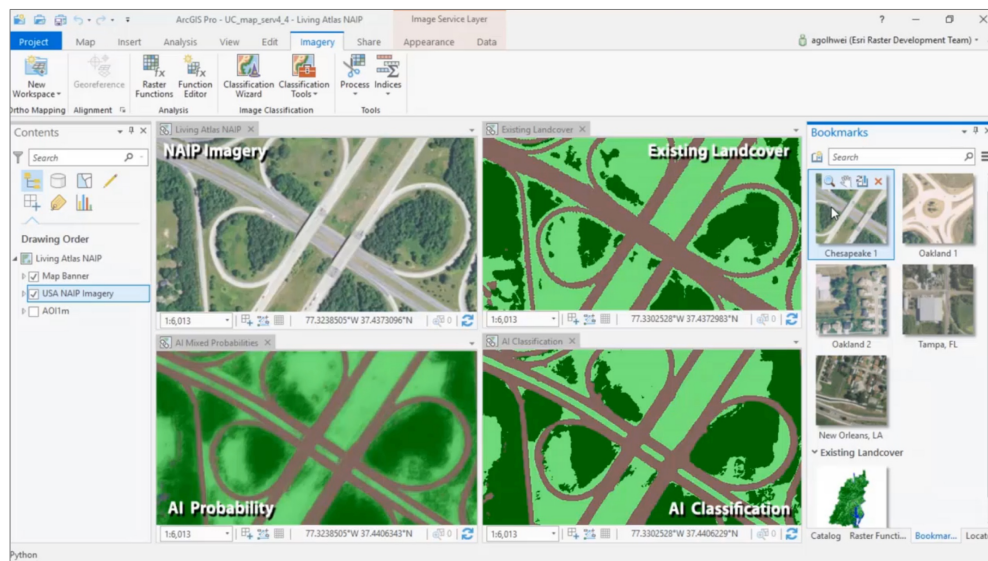 ArcGIS Pro - UC_map_serv4_4 - Living Atlas NAIP
Image Service Layer
?
Project Map Insert Analysis View Edit Imagery Share Appearance Data
agolhwei (Esri Raster Development Team)
New Workspace
Georeference
Raster Functions
Function Editor
Classification Wizard
Classification Tools
Process
Indices
Ortho Mapping
Alignment
Analysis
Image Classification
Tools
Contents
Search
Drawing Order
Living Atlas NAIP
Map Banner
USA NAIP Imagery
AOI1m
Living Atlas NAIP
NAIP Imagery
1:6,013
77.3238505°W 37.4373096°N
0
Existing Landcover
Existing Landcover
1:6,013
77.3302528°W 37.4372983°N
0
AI Mixed Probabilities
AI Probability
1:6,013
77.3238505°W 37.4406343°N
0
AI Classification
AI Classification
1:6,013
77.3302528°W 37.4406229°N
0
Bookmarks
Search
Chesapeake 1
Oakland 1
Oakland 2
Tampa, FL
New Orleans, LA
Existing Landcover
Catalog Raster Functi... Bookmar... Locat
Python